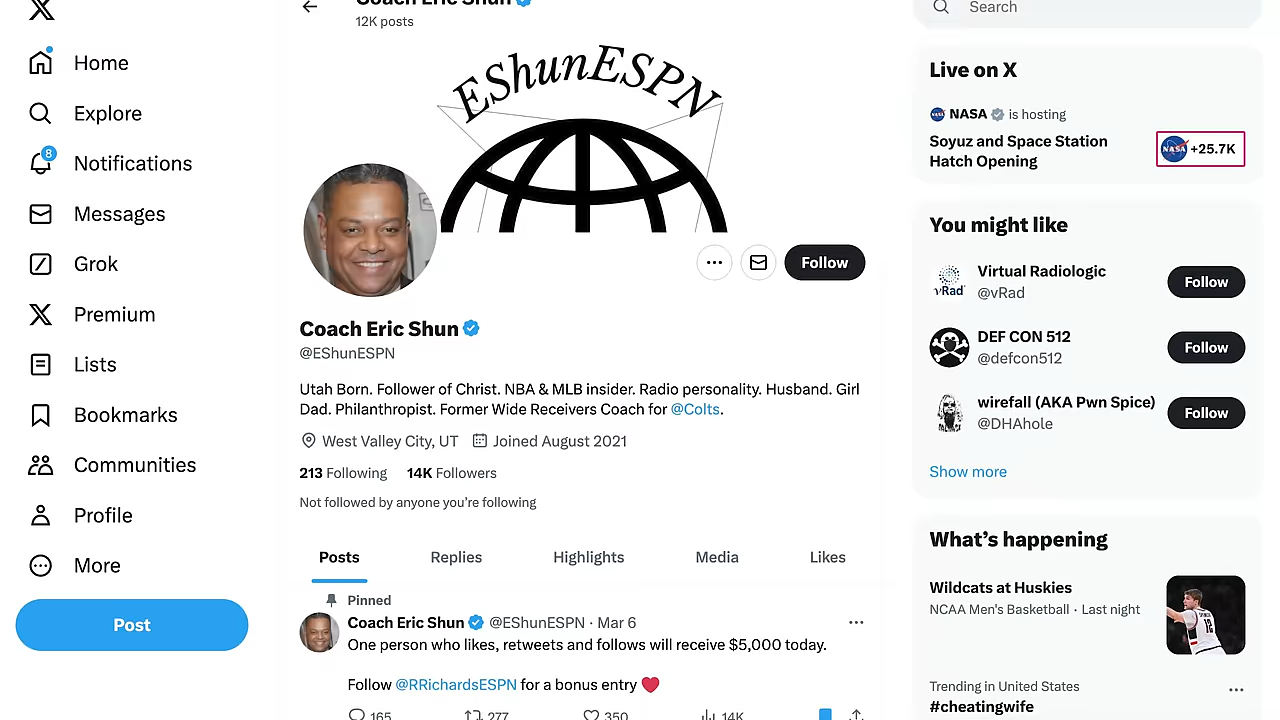 Coach Eric Shun
12K posts
Search
Home
Explore
8
Notifications
Messages
Grok
Premium
Lists
Bookmarks
Communities
Profile
More
Post
EShunESPN
Follow
Coach Eric Shun
@EShunESPN
Utah Born. Follower of Christ. NBA & MLB insider. Radio personality. Husband. Girl
Dad. Philanthropist. Former Wide Receivers Coach for @Colts.
West Valley City, UT Joined August 2021
213 Following 14K Followers
Not followed by anyone you’re following
Posts Replies Highlights Media Likes
Pinned
Coach Eric Shun @EShunESPN · Mar 6
One person who likes, retweets and follows will receive $5,000 today.
Follow @RRichardsESPN for a bonus entry ❤️
165 277 350 14K
Live on X
NASA is hosting
Soyuz and Space Station
Hatch Opening
NASA +25.7K
You might like
vRad
Virtual Radiologic
@vRad
Follow
DEF CON 512
@defcon512
Follow
wirefall (AKA Pwn Spice)
@DHAhole
Follow
Show more
What’s happening
Wildcats at Huskies
NCAA Men's Basketball · Last night
Trending in United States
#cheatingwife